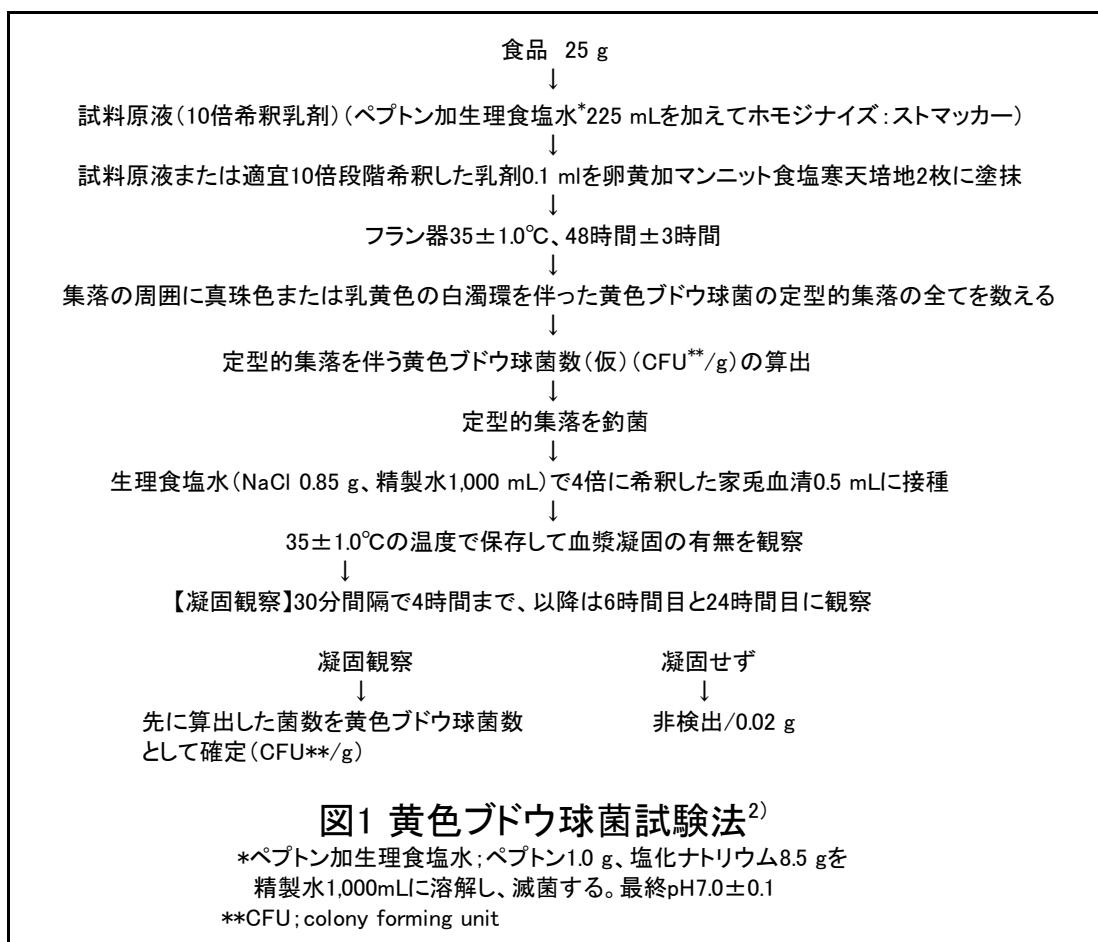 食品 25 g
↓
試料原液(10倍希釈乳剤)(ペプトン加生理食塩水*225 mLを加えてホモジナイズ:ストマッカー)
↓
試料原液または適宜10倍段階希釈した乳剤0.1 mlを卵黄加マンニット食塩寒天培地2枚に塗抹
↓
フラン器35±1.0℃、48時間±3時間
↓
集落の周囲に真珠色または乳黄色の白濁環を伴った黄色ブドウ球菌の定型的集落の全てを数える
↓
定型的集落を伴う黄色ブドウ球菌数(仮)(CFU**/g)の算出
↓
定型的集落を釣菌
↓
生理食塩水(NaCl 0.85 g、精製水1,000 mL)で4倍に希釈した家兎血清0.5 mLに接種
↓
35±1.0℃の温度で保存して血漿凝固の有無を観察
↓
【凝固観察】30分間隔で4時間まで、以降は6時間目と24時間目に観察
凝固観察 凝固せず
↓ ↓
先に算出した菌数を黄色ブドウ球菌数 非検出/0.02 g
として確定(CFU**/g)
図1 黄色ブドウ球菌試験法2)
*ペプトン加生理食塩水;ペプトン1.0 g、塩化ナトリウム8.5 gを
精製水1,000mLに溶解し、滅菌する。最終pH7.0±0.1
**CFU;colony forming unit